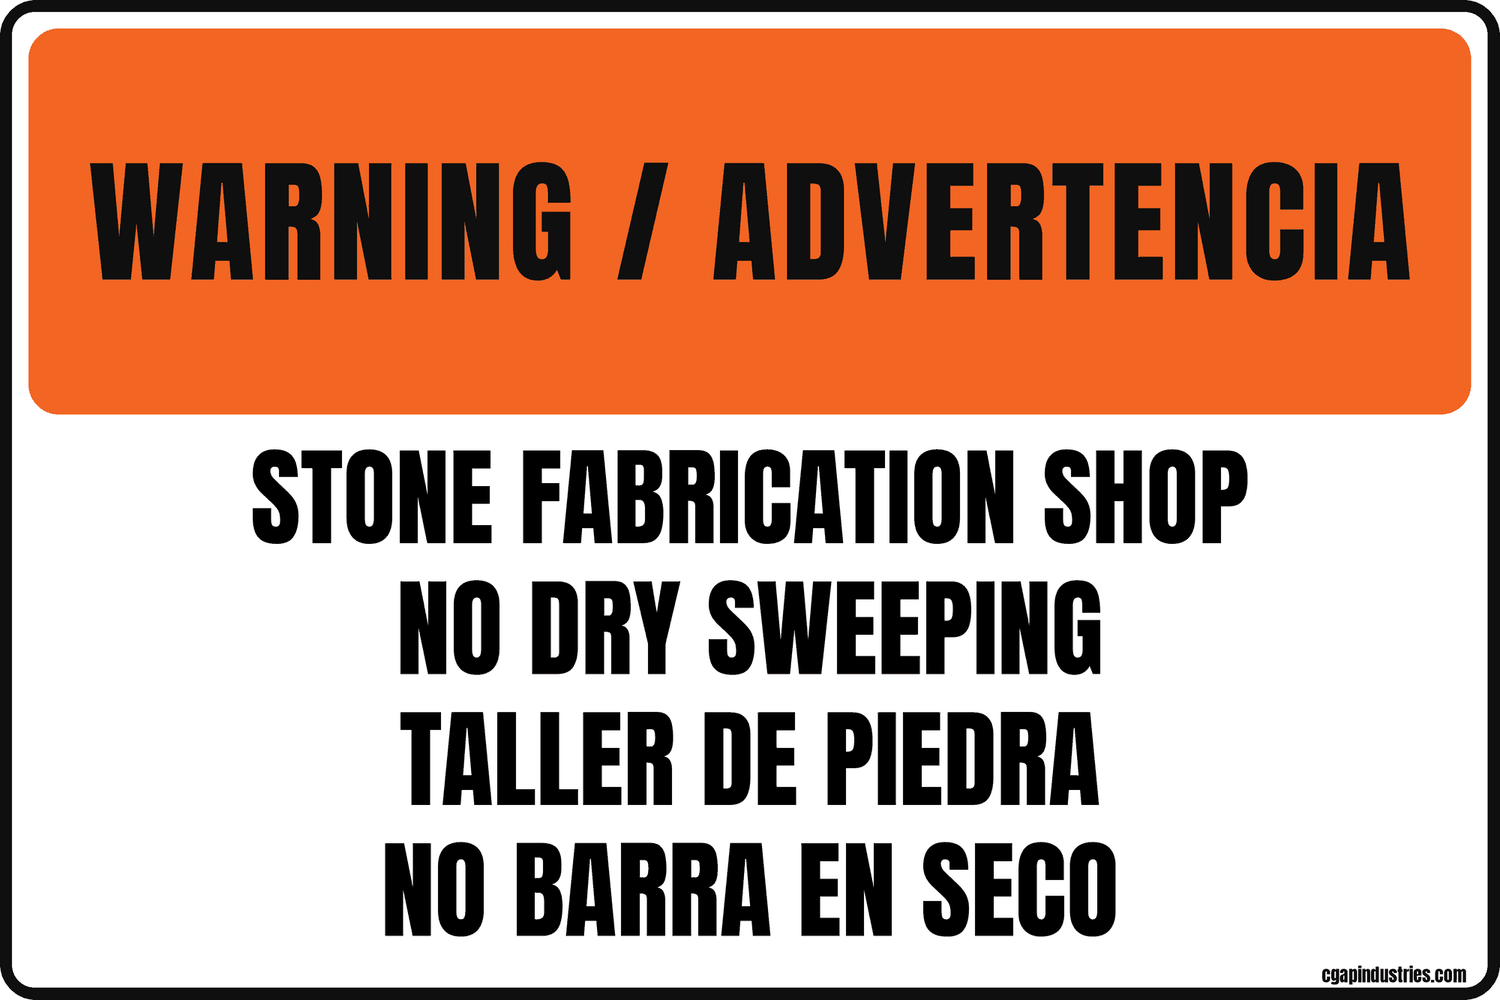 WARNING / ADVERTENCIA
STONE FABRICATION SHOP
NO DRY SWEEPING
TALLER DE PIEDRA
NO BARRA EN SECO
cgapindustries.com